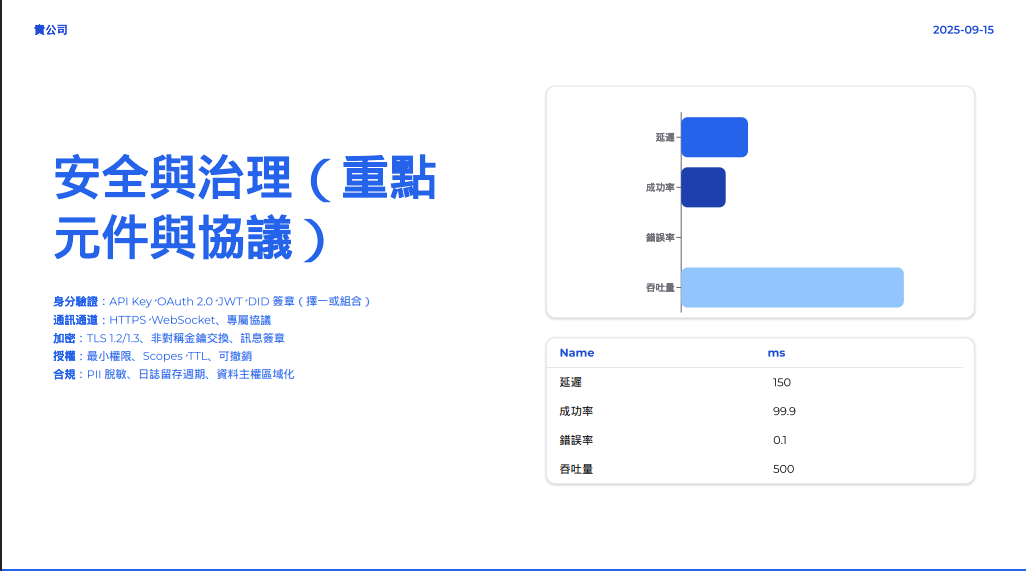 貴公司
2025-09-15
安全與治理（重點
元件與協議）
身分驗證：API Key、OAuth 2.0、JWT、DID 簽章（擇一或組合）
通訊通道：HTTPS、WebSocket、專屬協議
加密：TLS 1.2/1.3、非對稱金鑰交換、訊息簽章
授權：最小權限、Scopes、TTL、可撤銷
合規：PII 脫敏、日誌留存週期、資料主權區域化
延遲
成功率
錯誤率
吞吐量
Name ms
延遲 150
成功率 99.9
錯誤率 0.1
吞吐量 500